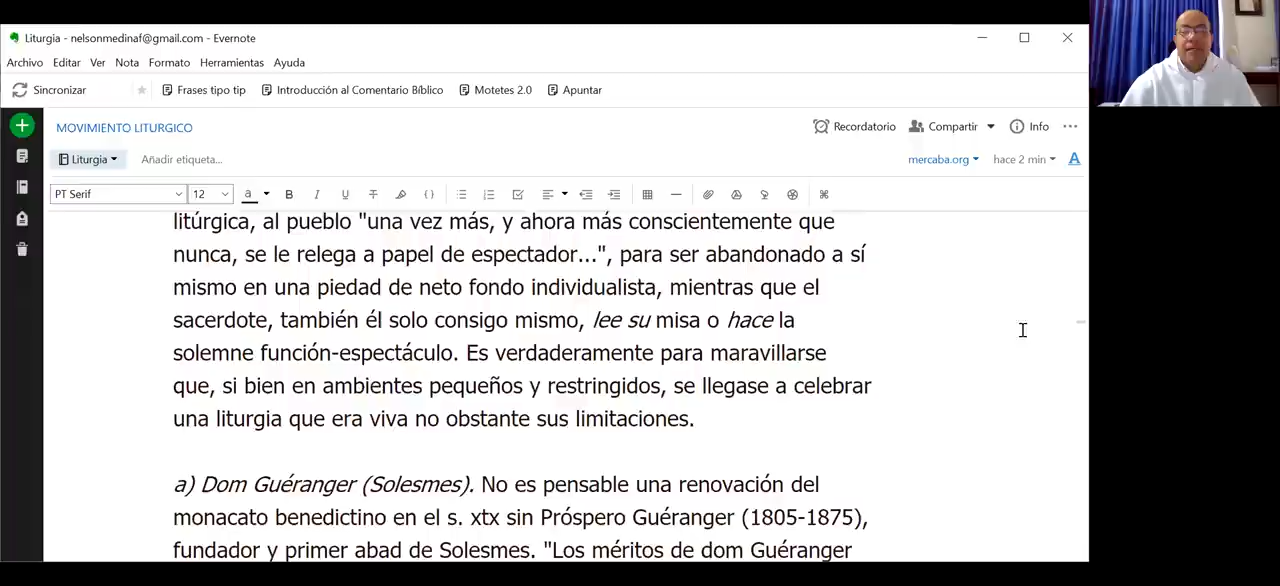 Liturgia - nelsonmedinaf@gmail.com - Evernote
Archivo Editar Ver Nota Formato Herramientas Ayuda
Sincronizar Frases tipo tip Introducción al Comentario Bíblico Motetes 2.0 Apuntar
MOVIMIENTO LITURGICO Recordatorio Compartir Info
Liturgia Añadir etiqueta... mercaba.org hace 2 min A
PT Serif 12 a B I U T
litúrgica, al pueblo "una vez más, y ahora más conscientemente que
nunca, se le relega a papel de espectador...", para ser abandonado a sí
mismo en una piedad de neto fondo individualista, mientras que el
sacerdote, también él solo consigo mismo, lee su misa o hace la
solemne función-espectáculo. Es verdaderamente para maravillarse
que, si bien en ambientes pequeños y restringidos, se llegase a celebrar
una liturgia que era viva no obstante sus limitaciones.
a) Dom Guéranger (Solesmes). No es pensable una renovación del
monacato benedictino en el s. xtx sin Próspero Guéranger (1805-1875),
fundador y primer abad de Solesmes. "Los méritos de dom Guéranger